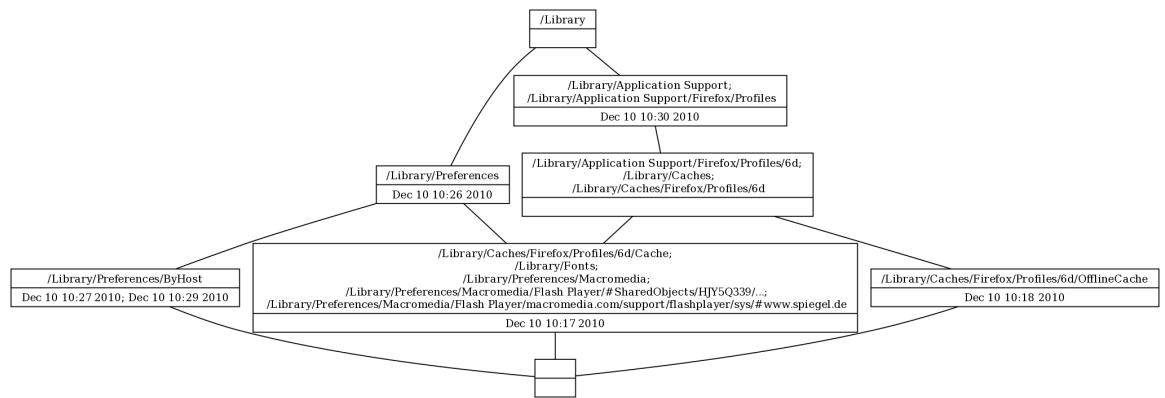 /Library
/Library/Application Support;
/Library/Application Support/Firefox/Profiles
Dec 10 10:30 2010
/Library/Application Support/Firefox/Profiles/6d;
/Library/Caches;
/Library/Caches/Firefox/Profiles/6d
/Library/Preferences
Dec 10 10:26 2010
/Library/Preferences/ByHost
Dec 10 10:27 2010; Dec 10 10:29 2010
/Library/Caches/Firefox/Profiles/6d/Cache;
/Library/Fonts;
/Library/Preferences/Macromedia;
/Library/Preferences/Macromedia/Flash Player/#SharedObjects/HJY5Q339/...;
/Library/Preferences/Macromedia/Flash Player/macromedia.com/support/flashplayer/sys/#www.spiegel.de
Dec 10 10:17 2010
/Library/Caches/Firefox/Profiles/6d/OfflineCache
Dec 10 10:18 2010